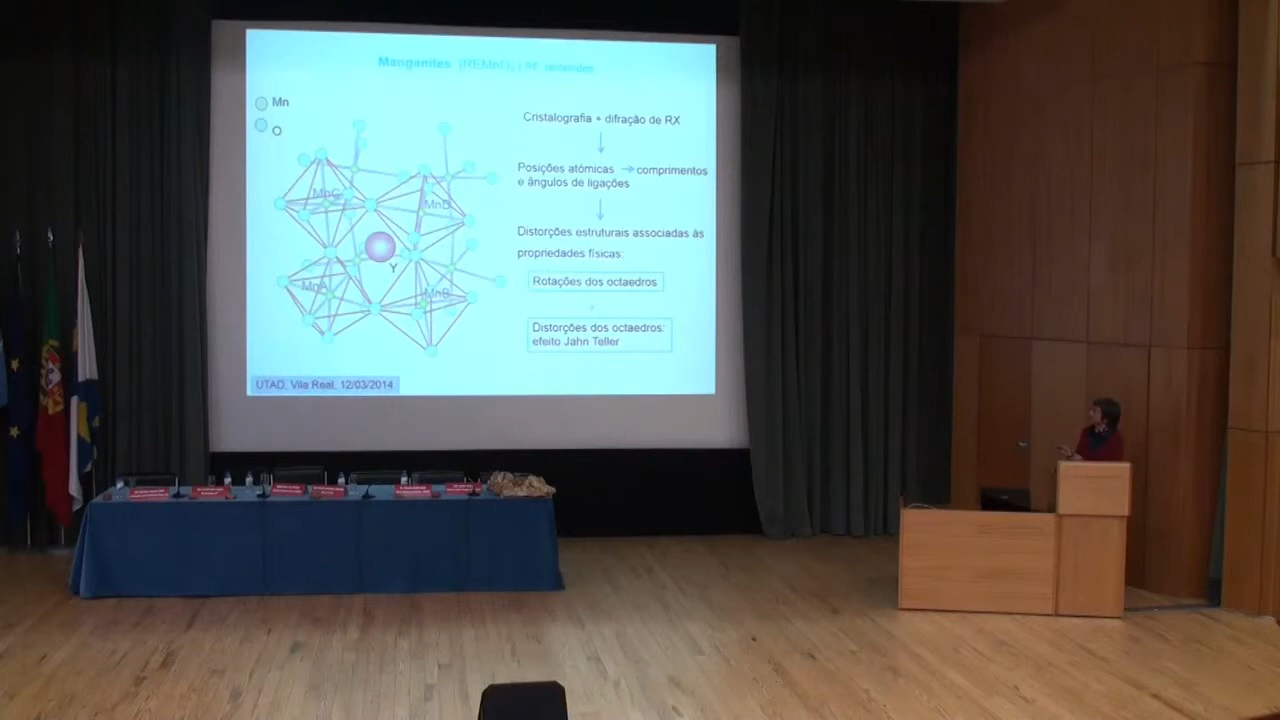 Manganites (REMnO₃
Mn
O
MnC
MnD
Y
MnA
MnB
Cristalografia + difração de RX
Posições atómicas → comprimentos
e ângulos de ligações
Distorções estruturais associadas às
propriedades físicas:
Rotações dos octaedros
+
Distorções dos octaedros:
efeito Jahn Teller
UTAD, Vila Real, 12/03/2014